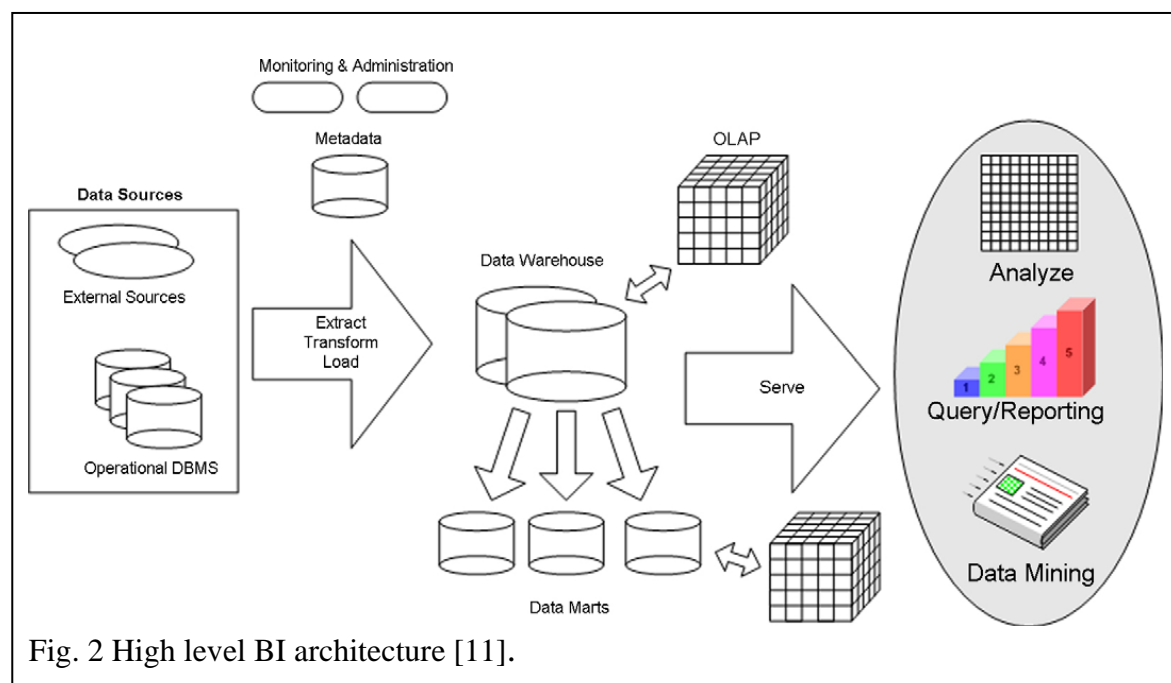 Monitoring & Administration
Metadata
OLAP
Data Sources
External Sources
Operational DBMS
Extract
Transform
Load
Data Warehouse
Serve
Data Marts
Analyze
1 2 3 4 5
Query/Reporting
Data Mining
Fig. 2 High level BI architecture [11].